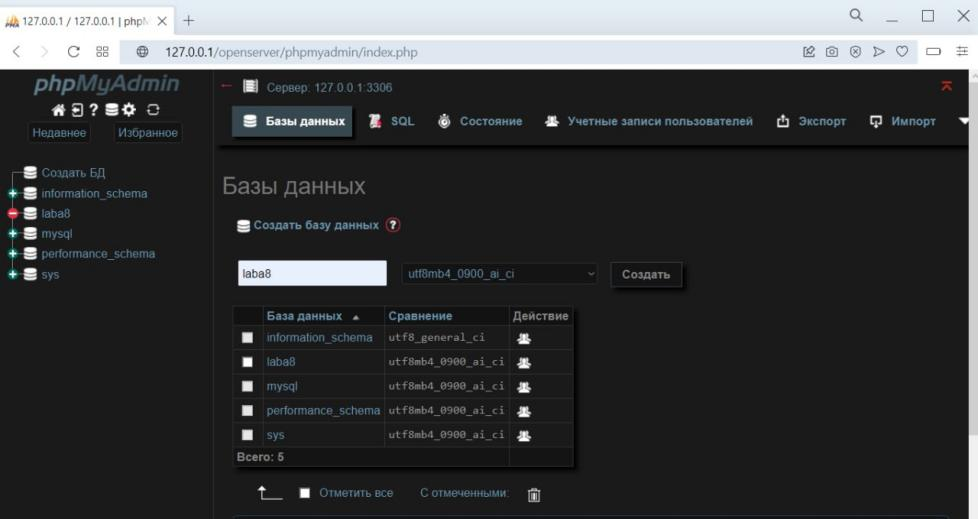 127.0.0.1 / 127.0.0.1 | phpM
127.0.0.1/openserver/phpmyadmin/index.php
phpMyAdmin
Недавнее Избранное
Создать БД
information_schema
laba8
mysql
performance_schema
sys
Сервер: 127.0.0.1:3306
Базы данных SQL Состояние Учетные записи пользователей Экспорт Импорт
Базы данных
Создать базу данных
laba8 utf8mb4_0900_ai_ci Создать
База данных Сравнение Действие
information_schema utf8_general_ci
laba8 utf8mb4_0900_ai_ci
mysql utf8mb4_0900_ai_ci
performance_schema utf8mb4_0900_ai_ci
sys utf8mb4_0900_ai_ci
Всего: 5
Отметить все С отмеченными: